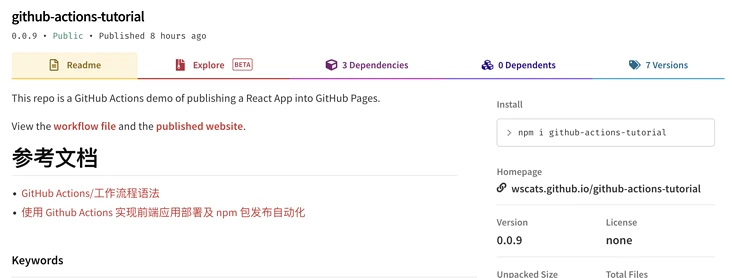 github-actions-tutorial
0.0.9 • Public • Published 8 hours ago
Readme
Explore BETA
3 Dependencies
0 Dependents
7 Versions
This repo is a GitHub Actions demo of publishing a React App into GitHub Pages.
View the workflow file and the published website.
参考文档
• GitHub Actions/工作流程语法
• 使用 Github Actions 实现前端应用部署及 npm 包发布自动化
Keywords
Install
> npm i github-actions-tutorial
Homepage
wscats.github.io/github-actions-tutorial
Version
License
0.0.9
none
Unpacked Size
Total Files